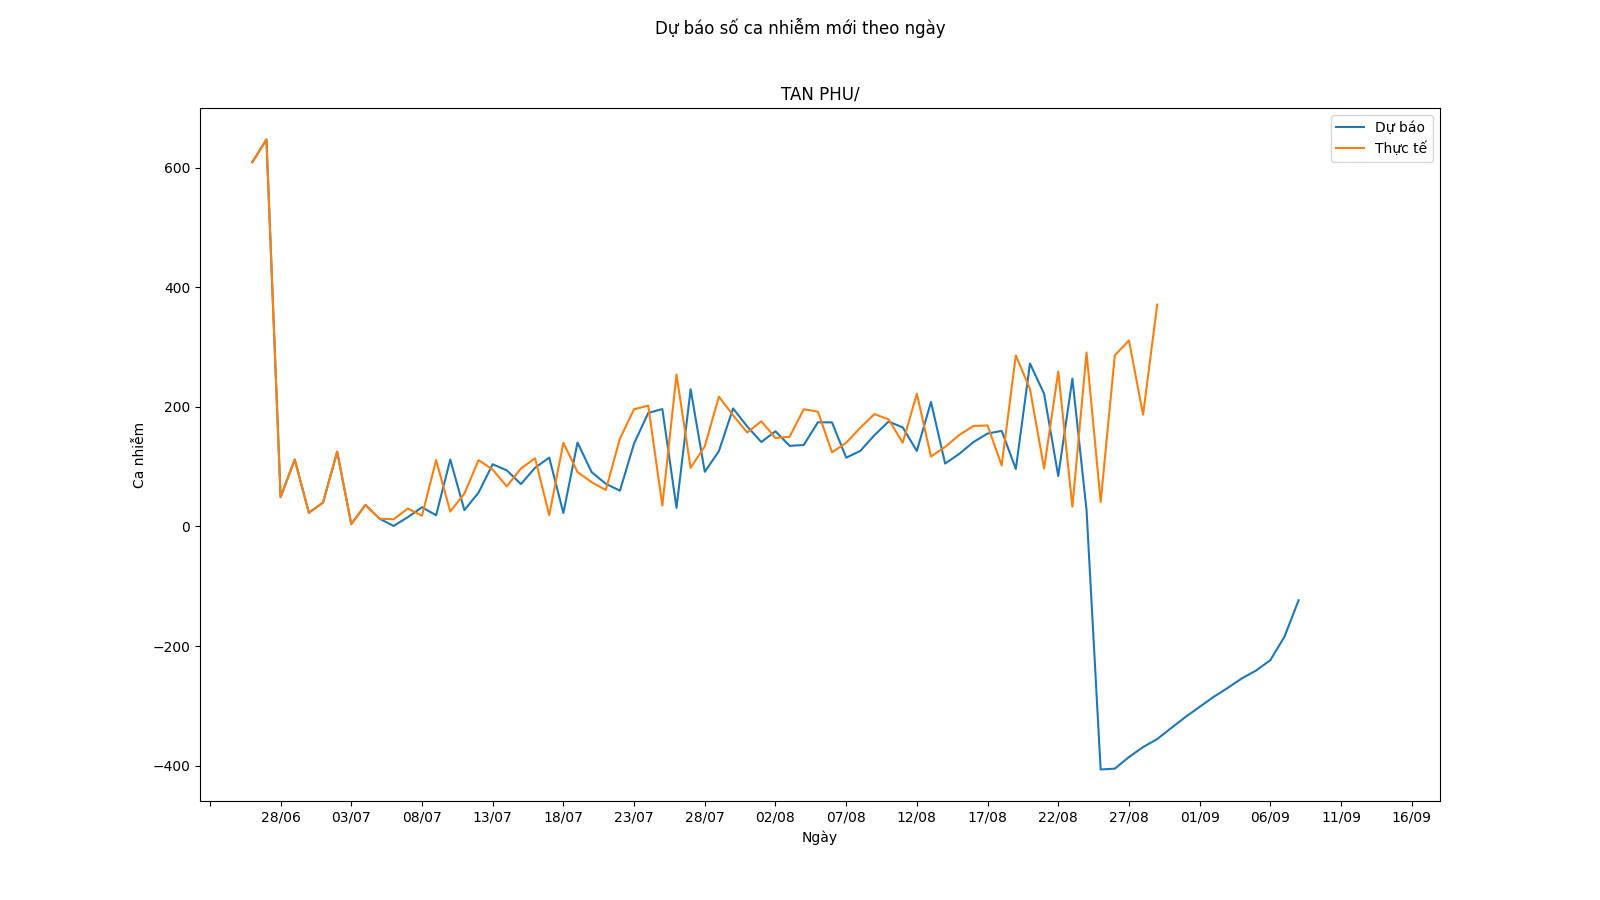 Dự báo số ca nhiễm mới theo ngày
TAN PHU/
Dự báo
Thực tế
600
400
200
0
−200
−400
Ca nhiễm
28/06 03/07 08/07 13/07 18/07 23/07 28/07 02/08 07/08 12/08 17/08 22/08 27/08 01/09 06/09 11/09 16/09
Ngày